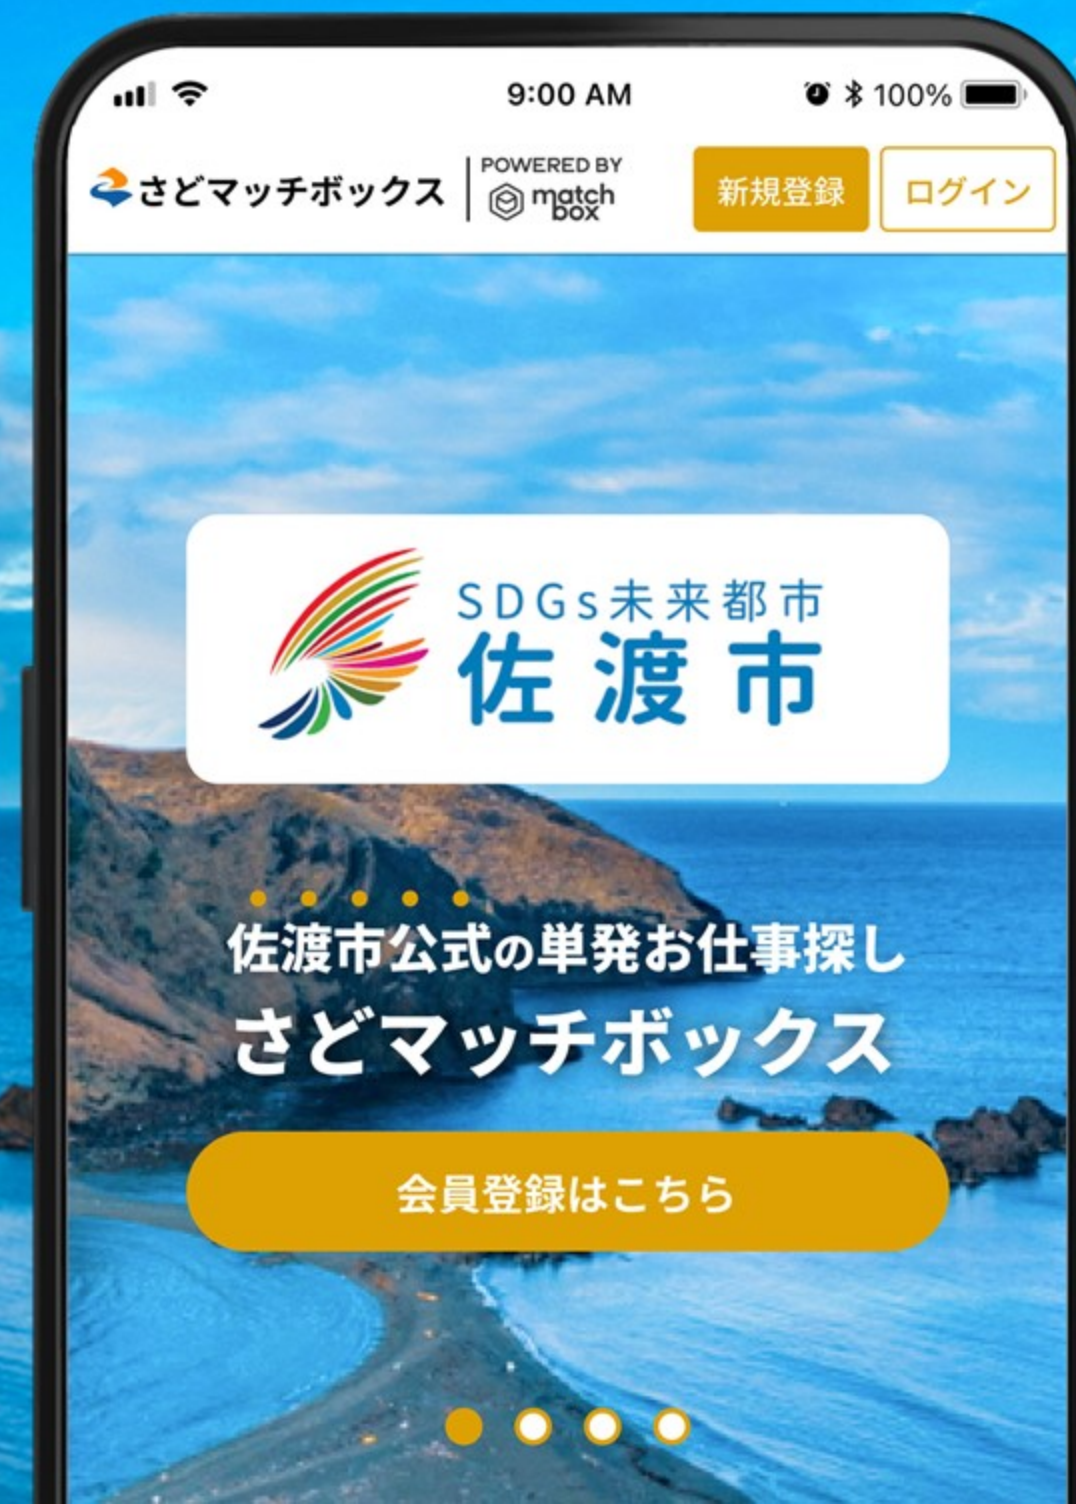 9:00 AM
100%
さどマッチボックス
POWERED BY
match
box
新規登録
ログイン
SDGs未来都市
佐渡市
佐渡市公式の単発お仕事探し
さどマッチボックス
会員登録はこちら